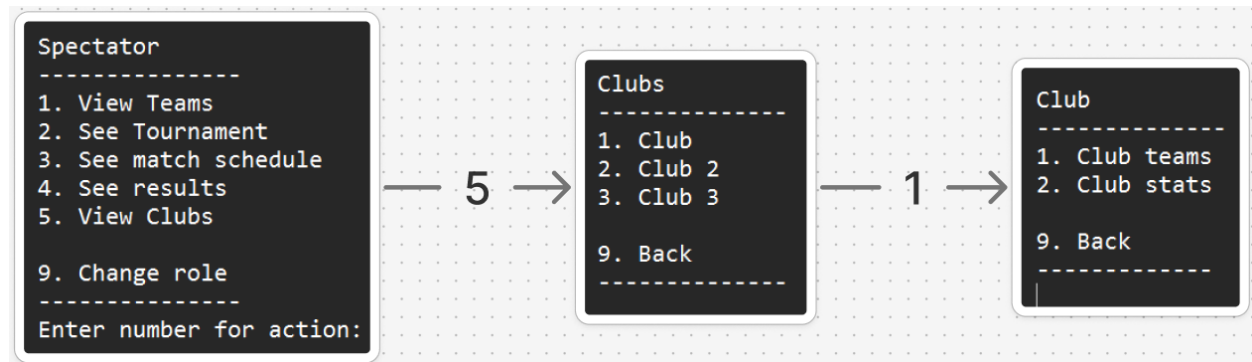 Spectator
---------------
1. View Teams
2. See Tournament
3. See match schedule
4. See results
5. View Clubs
9. Change role
---------------
Enter number for action:
5
Clubs
--------------
1. Club
2. Club 2
3. Club 3
9. Back
--------------
1
Club
--------------
1. Club teams
2. Club stats
9. Back
-------------